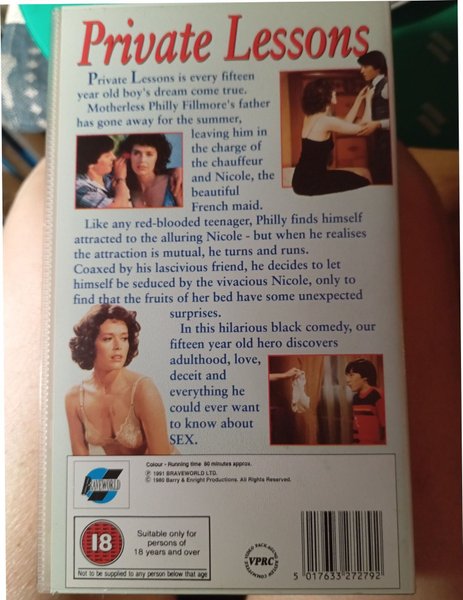 Private Lessons
PRIVATE LESSONS is every fifteen
year old boy's dream come true.
Motherless Philly Fillmore's father
has gone away for the summer,
leaving him in
the charge of
the chauffeur
and Nicole, the
beautiful
French maid.
Like any red-blooded teenager, Philly finds himself
attracted to the alluring Nicole - but when he realises
the attraction is mutual, he turns and runs.
Coaxed by his lascivious friend, he decides to let
himself be seduced by the vivacious Nicole, only to
find that the fruits of her bed have some unexpected
surprises.
In this hilarious black comedy, our
fifteen year old hero discovers
adulthood, love,
deceit and
everything he
could ever want
to know about
SEX.
Colour - Running time 80 minutes approx.
℗ 1991 BRAVEWORLD LTD.
© 1980 Barry & Enright Productions. All Rights Reserved.
BRAVEWORLD
18
Suitable only for
persons of
18 years and over
Not to be supplied to any person below that age
VIDEO PACKAGING
VPRC
REVIEW COMMITTEE
5 017633 272792